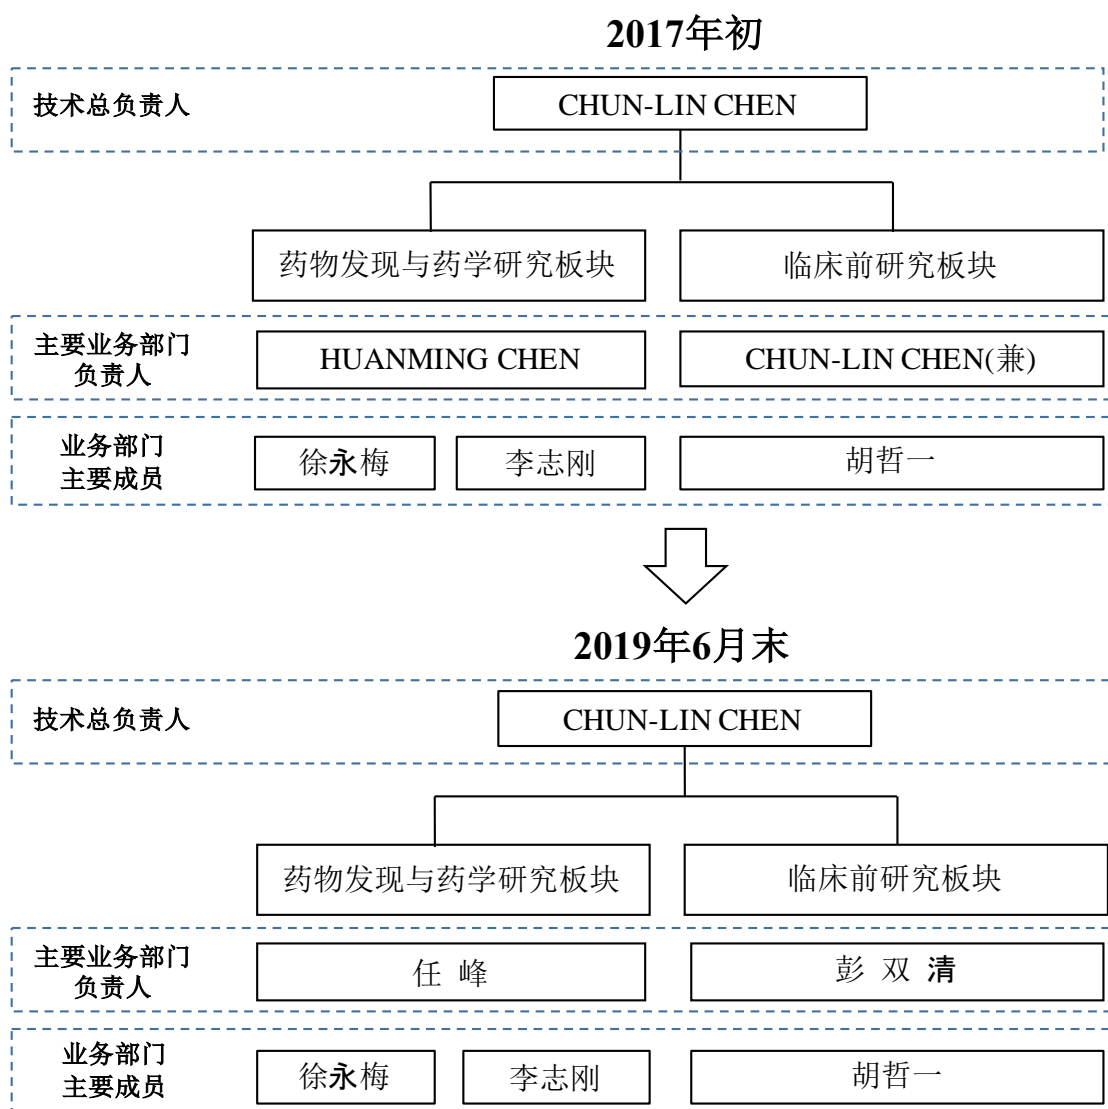 2017年初
技术总负责人
CHUN-LIN CHEN
药物发现与药学研究板块
临床前研究板块
主要业务部门
负责人
HUANMING CHEN
CHUN-LIN CHEN(兼)
业务部门
主要成员
徐永梅
李志刚
胡哲一
2019年6月末
技术总负责人
CHUN-LIN CHEN
药物发现与药学研究板块
临床前研究板块
主要业务部门
负责人
任 峰
彭 双 清
业务部门
主要成员
徐永梅
李志刚
胡哲一